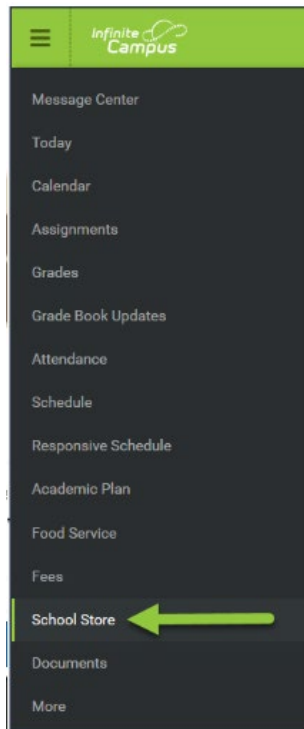 Infinite
Campus
Message Center
Today
Calendar
Assignments
Grades
Grade Book Updates
Attendance
Schedule
Responsive Schedule
Academic Plan
Food Service
Fees
School Store
Documents
More